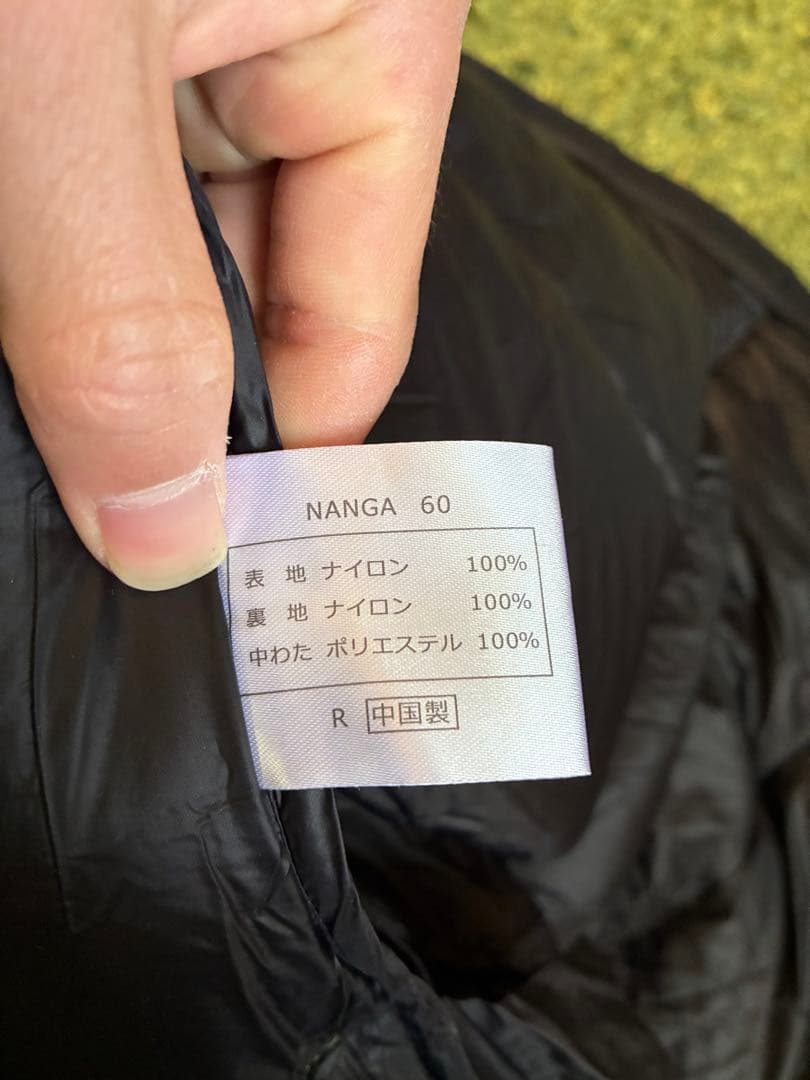 NANGA 60
表 地 ナイロン 100%
裏 地 ナイロン 100%
中わた ポリエステル 100%
R 中国製